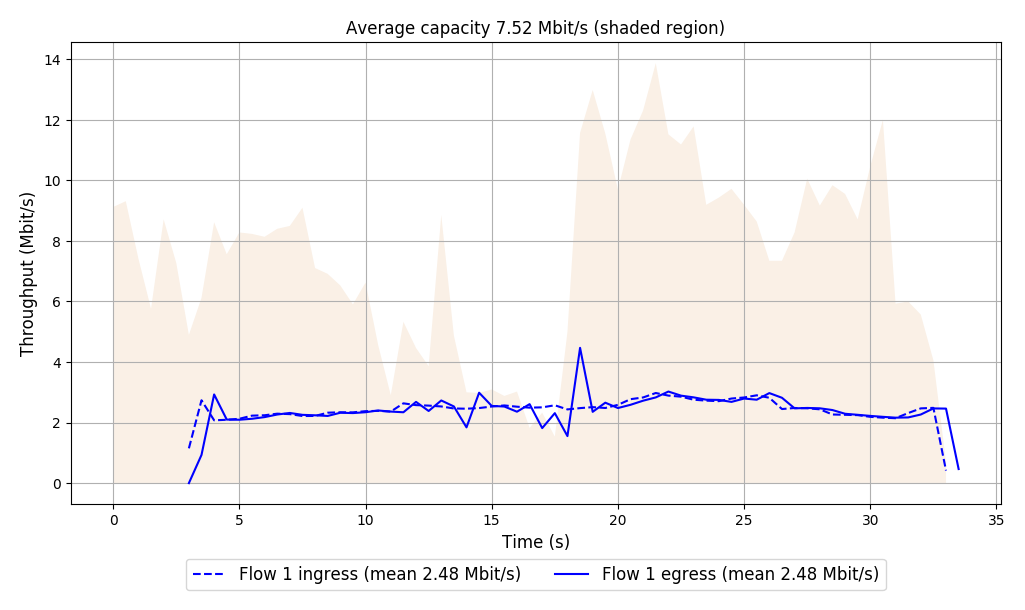 Average capacity 7.52 Mbit/s (shaded region)
14
12
10
8
6
4
2
0
Throughput (Mbit/s)
0 5 10 15 20 25 30 35
Time (s)
Flow 1 ingress (mean 2.48 Mbit/s) Flow 1 egress (mean 2.48 Mbit/s)